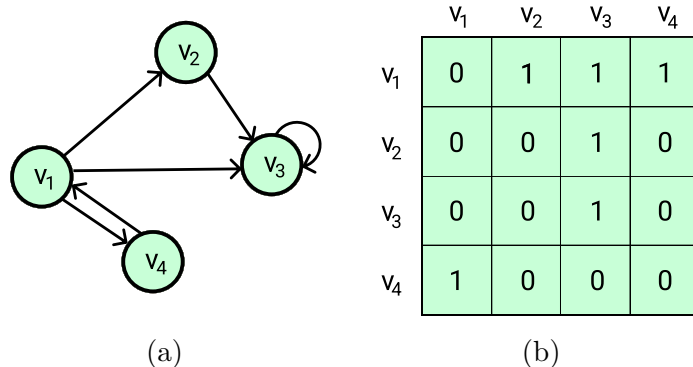 v₂
v₁
v₃
v₄
(a)
v₁ v₂ v₃ v₄
v₁ 0 1 1 1
v₂ 0 0 1 0
v₃ 0 0 1 0
v₄ 1 0 0 0
(b)